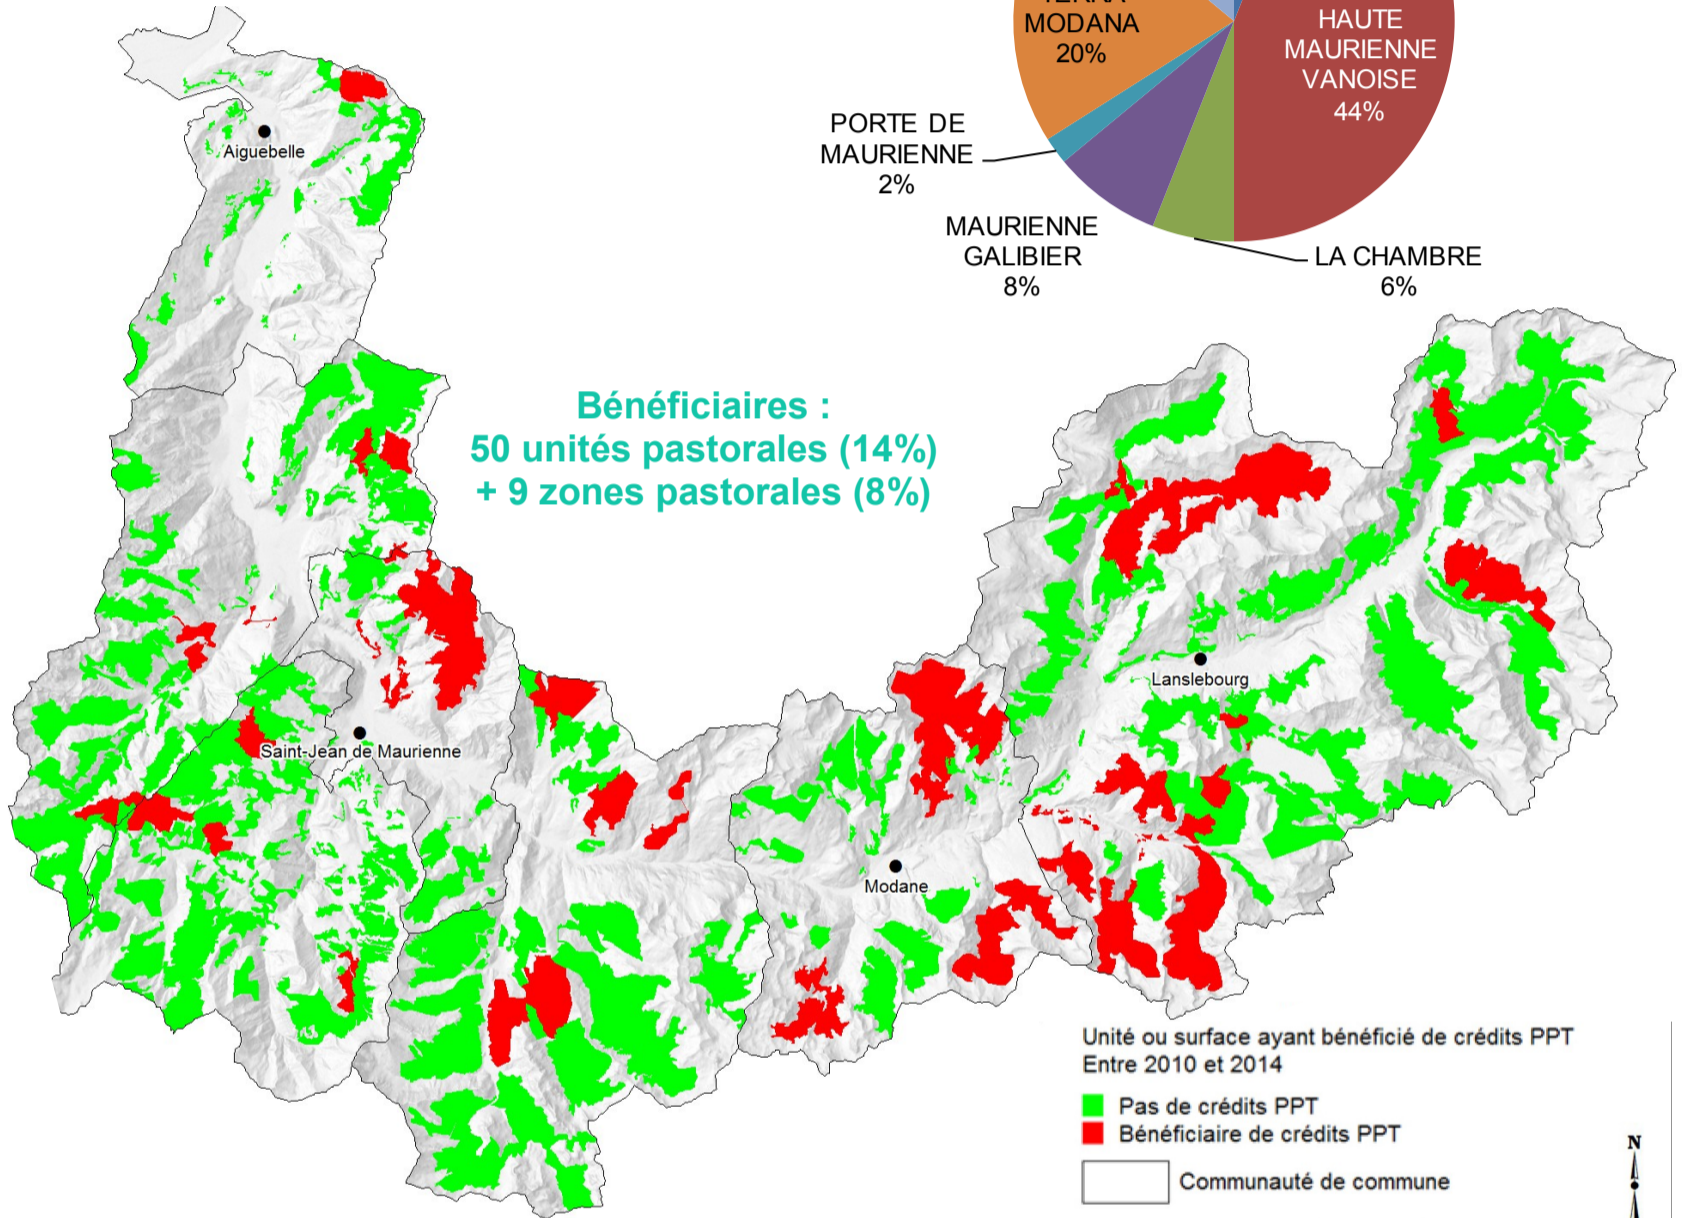 TERRA
MODANA
20%
HAUTE
MAURIENNE
VANOISE
44%
PORTE DE
MAURIENNE
2%
MAURIENNE
GALIBIER
8%
LA CHAMBRE
6%
Aiguebelle
Bénéficiaires :
50 unités pastorales (14%)
+ 9 zones pastorales (8%)
Lanslebourg
Saint-Jean de Maurienne
Modane
Unité ou surface ayant bénéficié de crédits PPT
Entre 2010 et 2014
Pas de crédits PPT
Bénéficiaire de crédits PPT
Communauté de commune
N